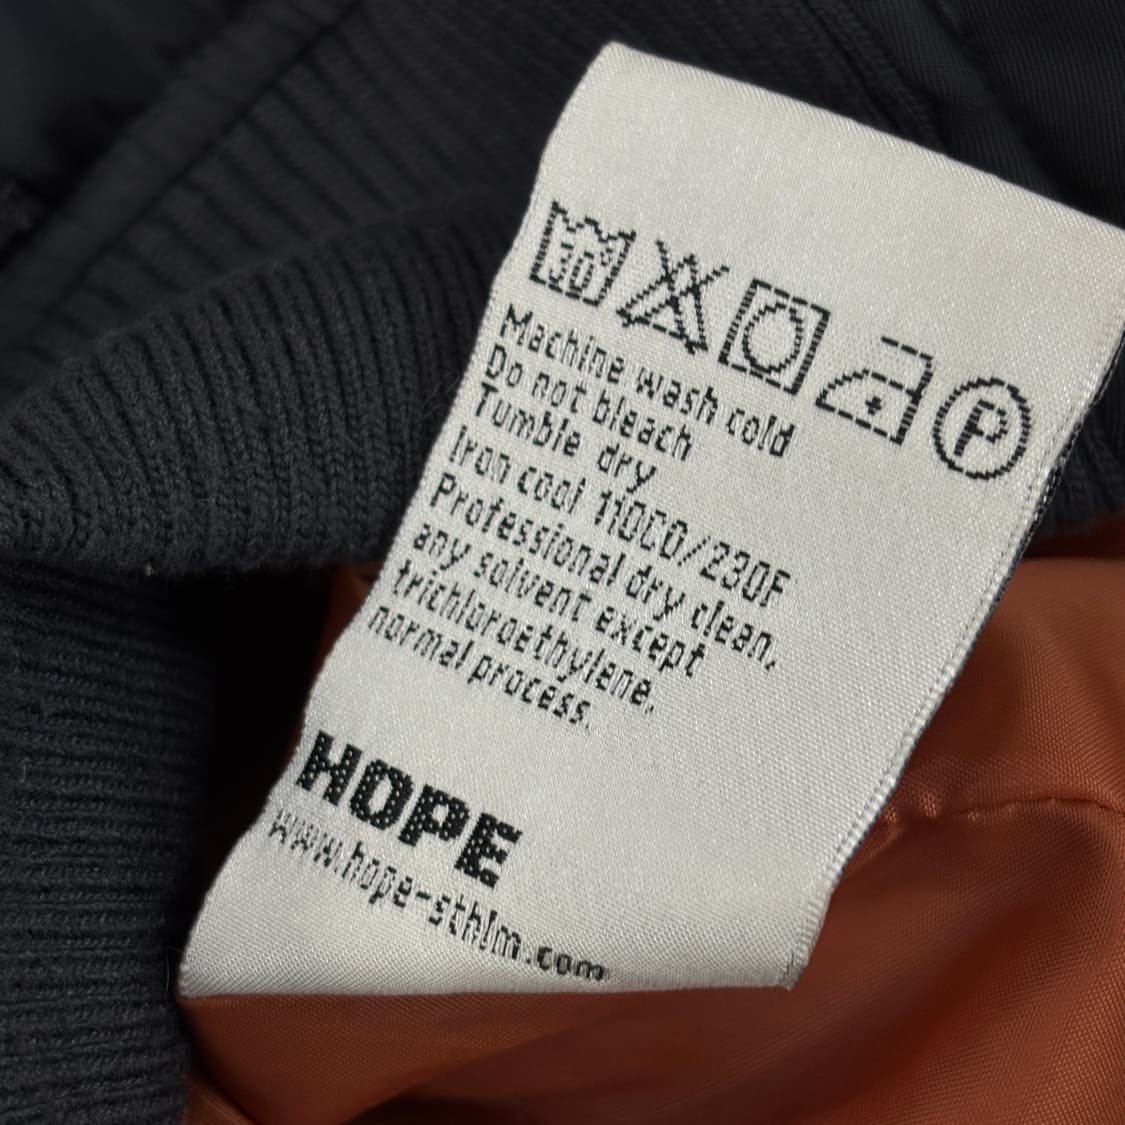 30°
Machine wash cold
Do not bleach
Tumble dry
Iron cool 110CO/230F
Professional dry clean,
any solvent except
trichloroethylene.
normal process.
P
HOPE
www.hope-sthlm.com